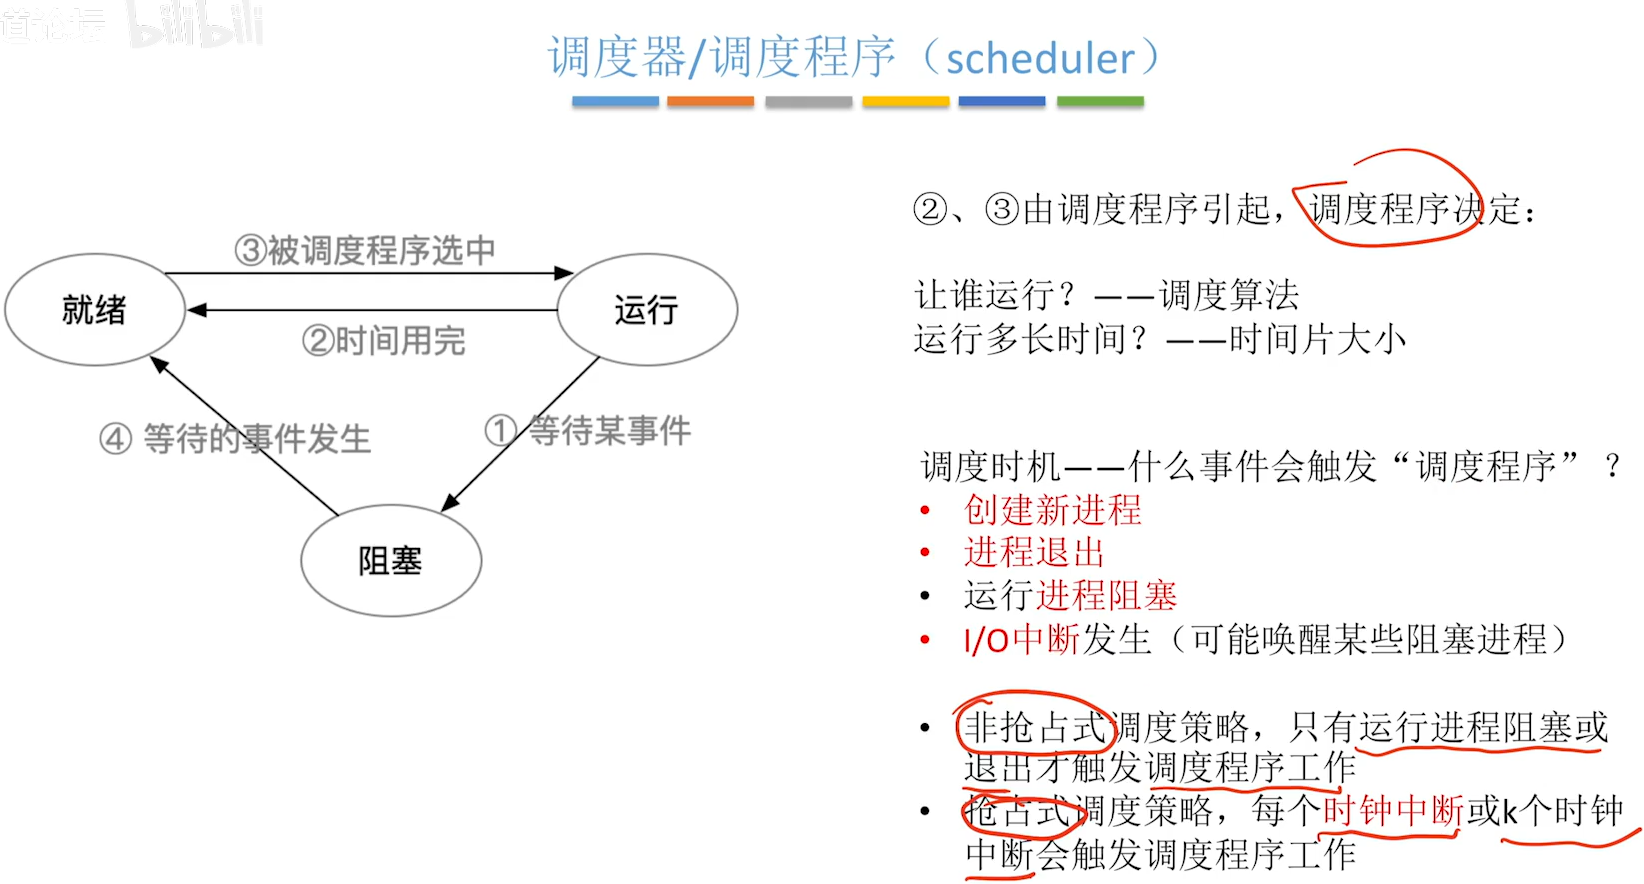 道论坛 bilibili
调度器/调度程序（scheduler）
②、③由调度程序引起，调度程序决定：
让谁运行？——调度算法
运行多长时间？——时间片大小
③被调度程序选中
就绪
运行
②时间用完
④ 等待的事件发生
① 等待某事件
阻塞
调度时机——什么事件会触发“调度程序”？
• 创建新进程
• 进程退出
• 运行进程阻塞
• I/O中断发生（可能唤醒某些阻塞进程）
• 非抢占式调度策略，只有运行进程阻塞或
退出才触发调度程序工作
• 抢占式调度策略，每个时钟中断或k个时钟
中断会触发调度程序工作